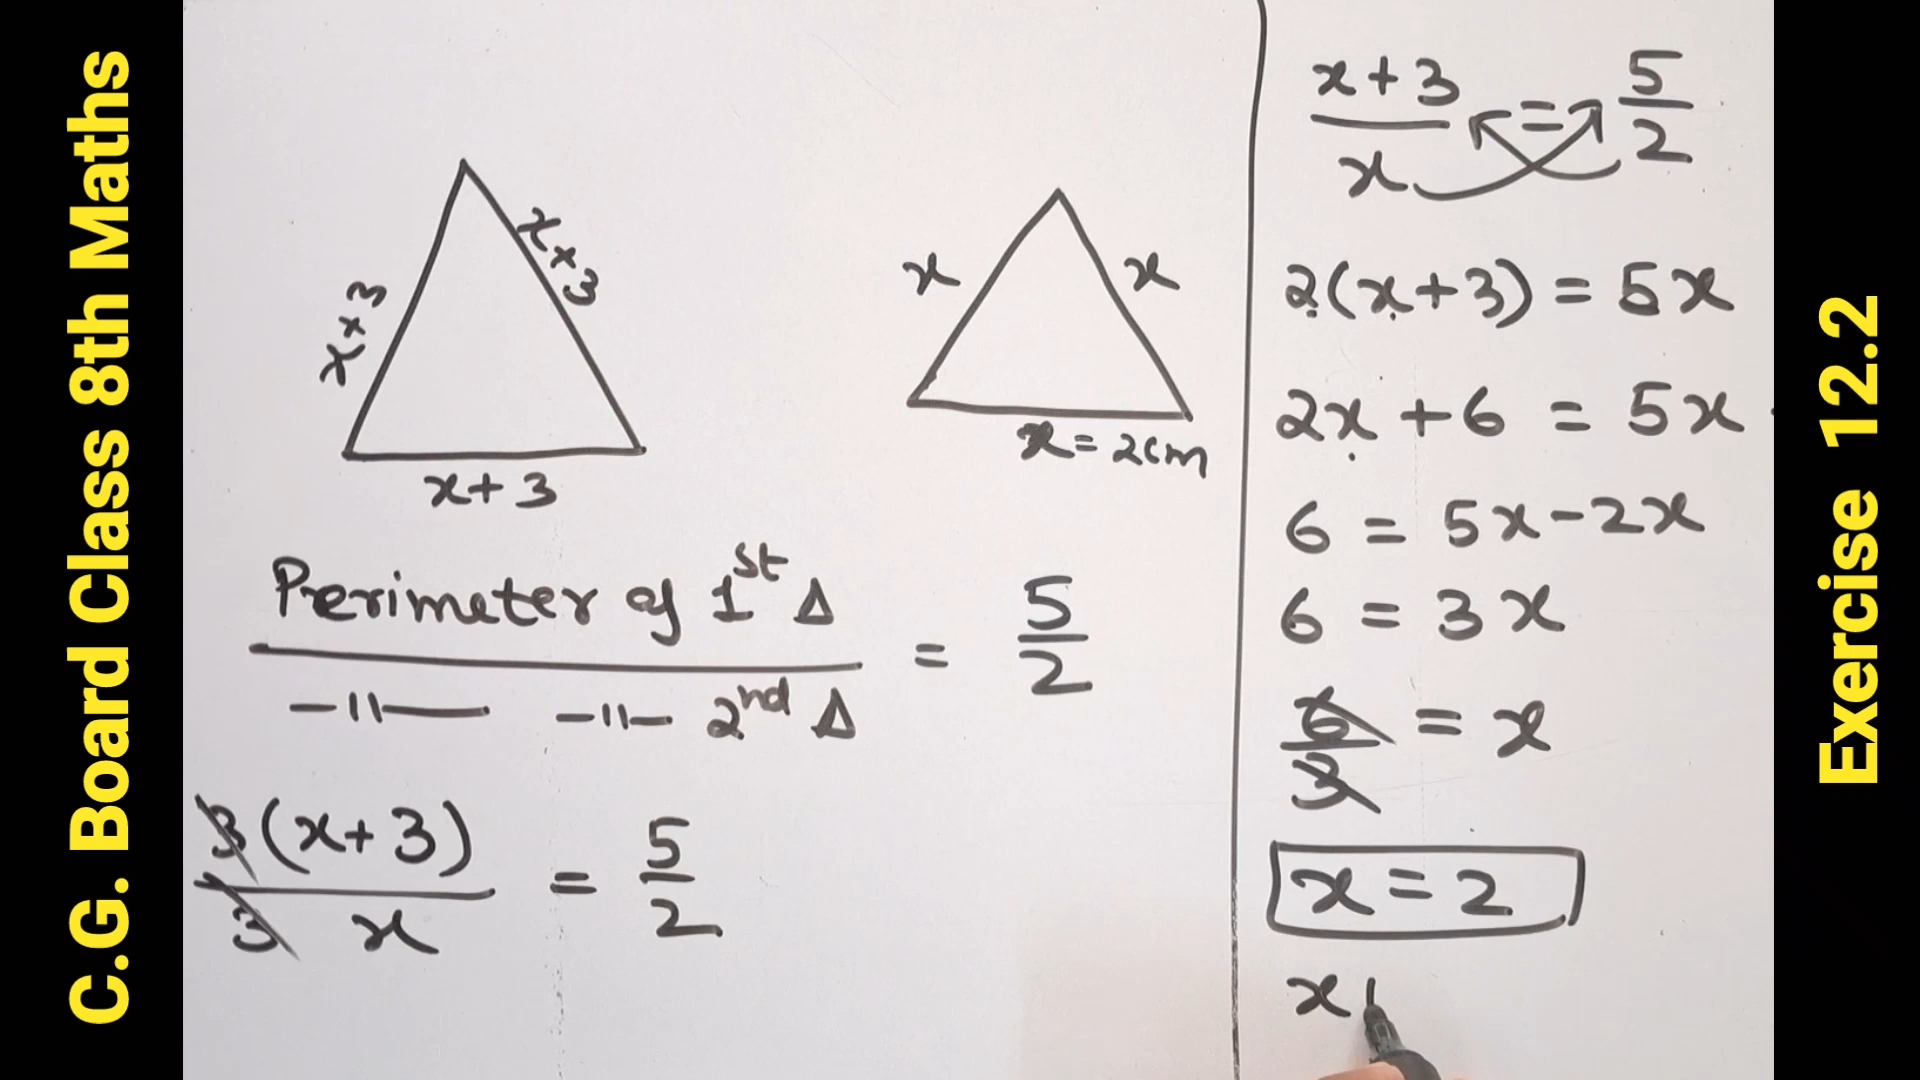 C.G. Board Class 8th Maths
x+3
x+3
x+3
x
x
x = 2cm
Prerimeter of 1st Δ
—11— —11— 2nd Δ
= 5/2
3(x+3)/3 x = 5/2
x+3/x = 5/2
2(x+3) = 5x
2x+6 = 5x
6 = 5x-2x
6 = 3x
6/3 = x
x = 2
x
Exercise 12.2